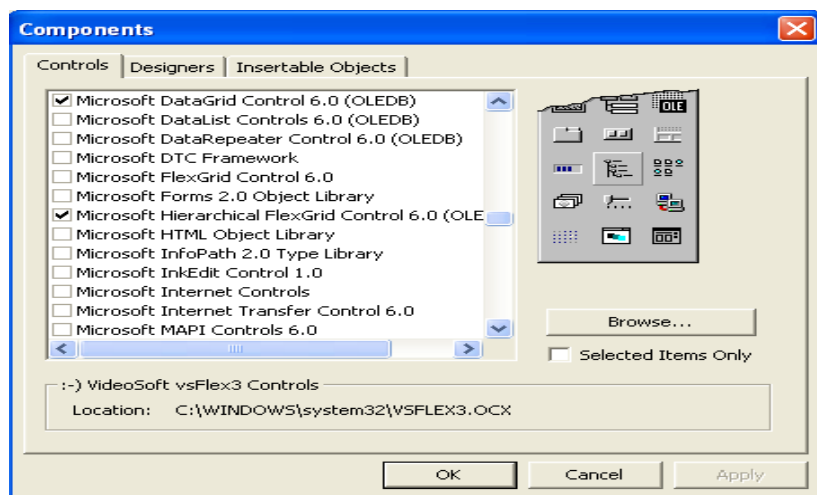 Components
Controls
Designers
Insertable Objects
Microsoft DataGrid Control 6.0 (OLEDB)
Microsoft DataList Controls 6.0 (OLEDB)
Microsoft DataRepeater Control 6.0 (OLEDB)
Microsoft DTC Framework
Microsoft FlexGrid Control 6.0
Microsoft Forms 2.0 Object Library
Microsoft Hierarchical FlexGrid Control 6.0 (OLE
Microsoft HTML Object Library
Microsoft InfoPath 2.0 Type Library
Microsoft InkEdit Control 1.0
Microsoft Internet Controls
Microsoft Internet Transfer Control 6.0
Microsoft MAPI Controls 6.0
OLE
Browse...
Selected Items Only
:-) VideoSoft vsFlex3 Controls
Location: C:\WINDOWS\system32\VSFLEX3.OCX
OK
Cancel
Apply